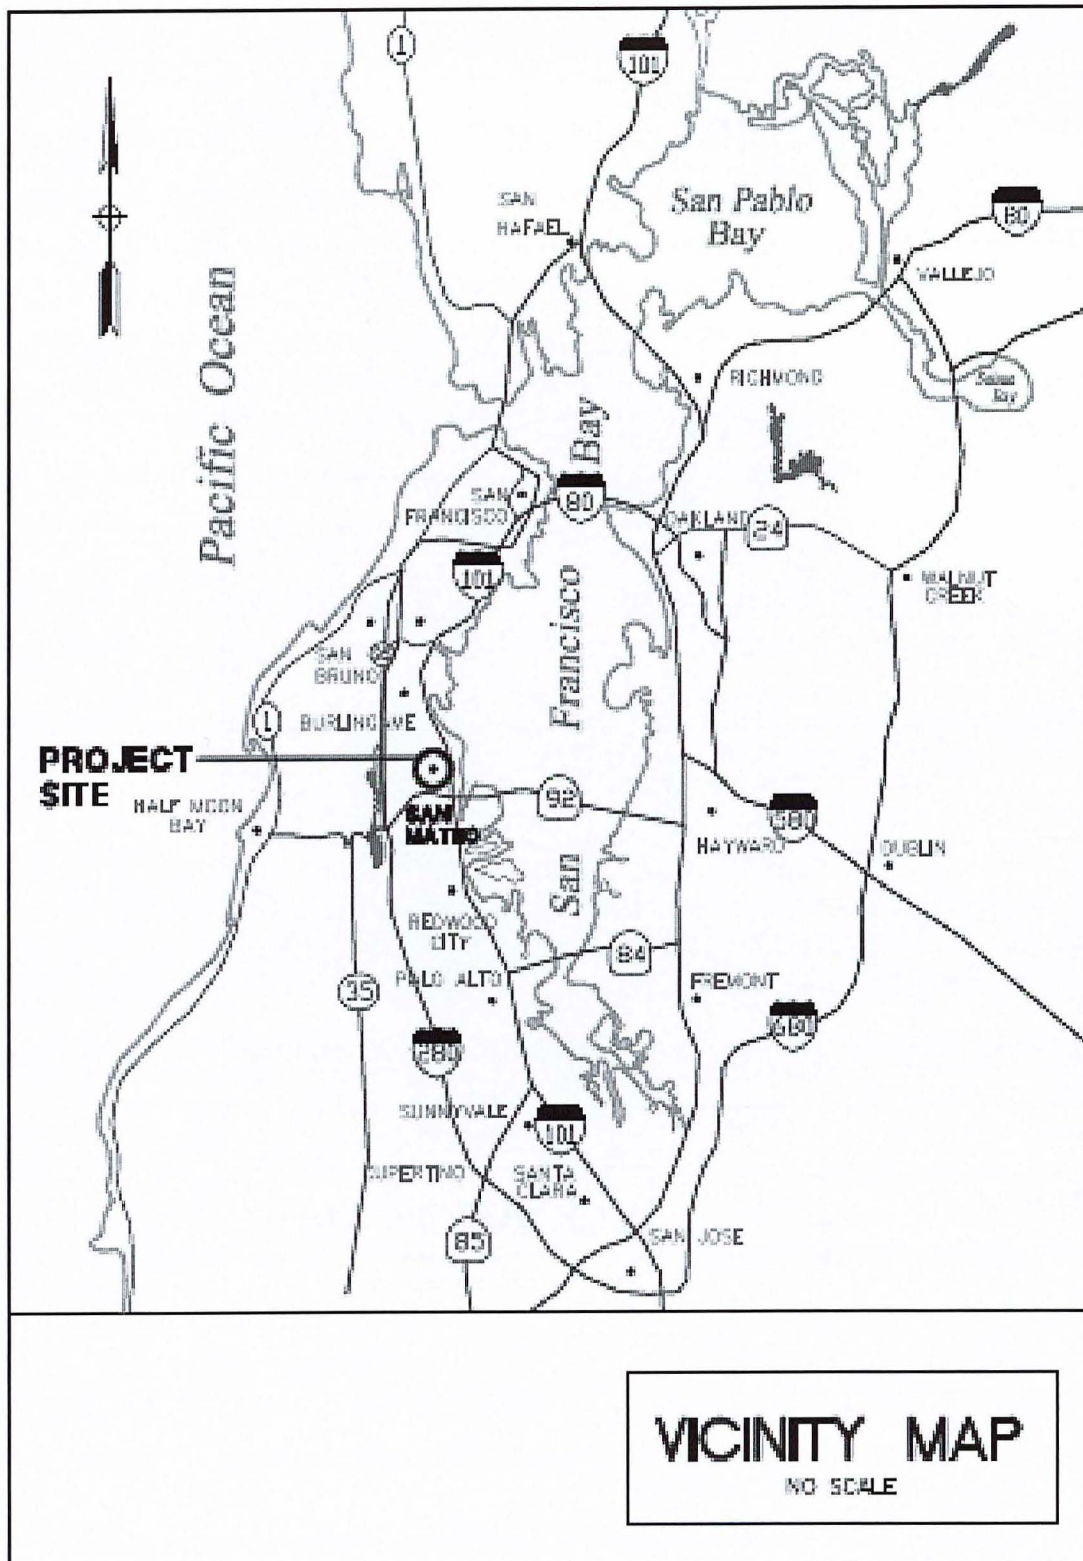 1
101
SAN
RAFAEL
San Pablo
Bay
80
VALLEJO
Pacific Ocean
RICHMOND
Bay
SAN
FRANCISCO
80
OAKLAND
24
101
WALNUT
CREEK
Francisco
SAN
BRUNO
1
BURLINGAME
PROJECT
SITE
HALF MOON
BAY
SAN
MATEO
92
580
HAYWARD
DUBLIN
San
REDWOOD
CITY
84
PALO ALTO
35
FREMONT
680
280
SUNNYVALE
101
CUPERTINO
SANTA
CLARA
85
SAN JOSE
VICINITY MAP
NO SCALE